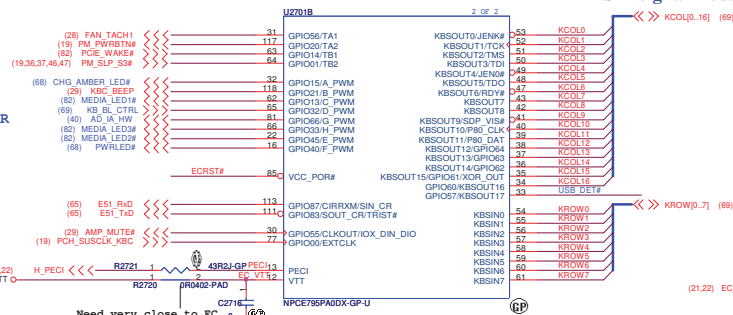 U2701B 2 OF 2
(28) FAN_TACH1 31 GPIO56/TA1 KBSOUT0/JENK# 53 KCOL0 KCOL[0..16] (69)
(19) PM_PWRBTN# 117 GPIO20/TA2 KBSOUT1/TCK 52 KCOL1
(82) PCIE_WAKE# 63 GPIO14/TB1 KBSOUT2/TMS 51 KCOL2
(19,36,37,46,47) PM_SLP_S3# 64 GPIO01/TB2 KBSOUT3/TDI 50 KCOL3
KBSOUT4/JEN0# 49 KCOL4
(68) CHG_AMBER_LED# 32 GPIO15/A_PWM KBSOUT5/TDO 48 KCOL5
(29) KBC_BEEP 118 GPIO21/B_PWM KBSOUT6/RDY# 47 KCOL6
(82) MEDIA_LED1# 62 GPIO13/C_PWM KBSOUT7 43 KCOL7
(69) KB_BL_CTRL 65 GPIO32/D_PWM KBSOUT8 42 KCOL8
R (40) AD_IA_HW 81 GPIO66/G_PWM KBSOUT9/SDP_VIS# 41 KCOL9
(82) MEDIA_LED3# 66 GPIO33/H_PWM KBSOUT10/P80_CLK 40 KCOL10
(82) MEDIA_LED2# 22 GPIO45/E_PWM KBSOUT11/P80_DAT 39 KCOL11
(68) PWRLED# 16 GPIO40/F_PWM KBSOUT12/GPIO64 38 KCOL12
KBSOUT13/GPIO63 37 KCOL13
KBSOUT14/GPIO62 36 KCOL14
ECRST# 85 VCC_POR# KBSOUT15/GPIO61/XOR_OUT 35 KCOL15
GPIO60/KBSOUT16 34 KCOL16
GPIO57/KBSOUT17 33 USB_DET#
(65) E51_RxD 113 GPIO87/CIRRXM/SIN_CR KBSIN0 54 KROW0 KROW[0..7] (69)
(65) E51_TxD 111 GPIO83/SOUT_CR/TRIST# KBSIN1 55 KROW1
KBSIN2 56 KROW2
(29) AMP_MUTE# 30 GPIO55/CLKOUT/IOX_DIN_DIO KBSIN3 57 KROW3
(19) PCH_SUSCLK_KBC 77 GPIO00/EXTCLK KBSIN4 58 KROW4
KBSIN5 59 KROW5
,22) H_PECI R2721 1 2 43R2J-GP PECI 13 PECI KBSIN6 60 KROW6
TT R2720 1 2 0R0402-PAD EC_VTT 12 VTT KBSIN7 61 KROW7
(21,22) EC
C2716 NPCE795PA0DX-GP-U GP
Need very close to EC